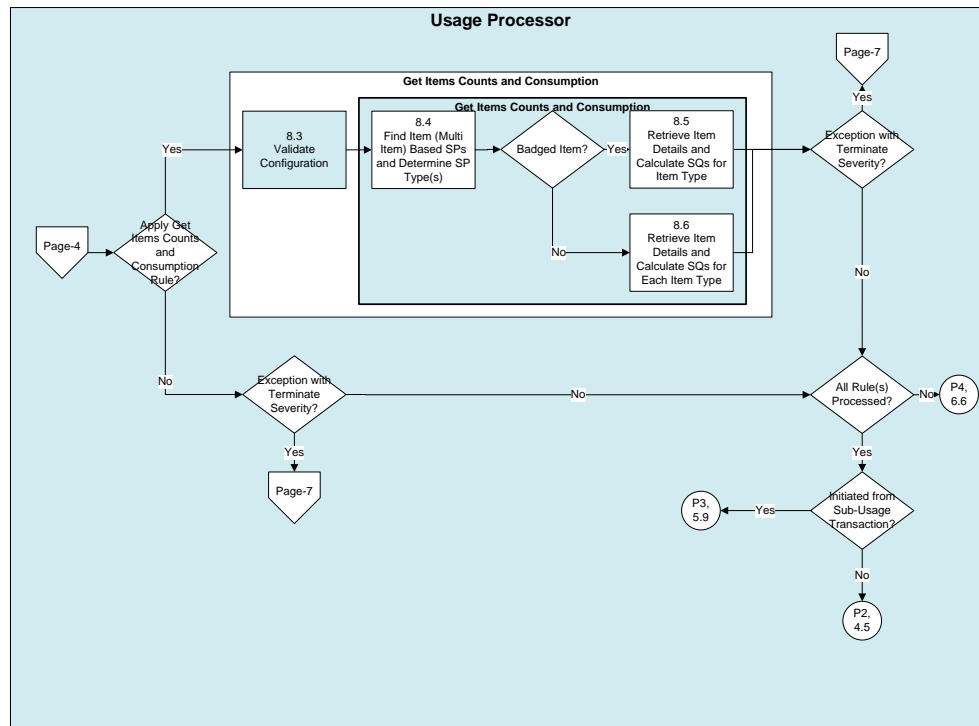 Usage Processor
Page-7
Get Items Counts and Consumption
Get Items Counts and Consumption
Yes
8.3
Validate
Configuration
8.4
Find Item (Multi
Item) Based SPs
and Determine SP
Type(s)
Badged Item?
Yes
8.5
Retrieve Item
Details and
Calculate SQs for
Item Type
Exception with
Terminate
Severity?
Yes
Page-4
Apply Get
Items Counts
and
Consumption
Rule?
No
8.6
Retrieve Item
Details and
Calculate SQs for
Each Item Type
No
No
Exception with
Terminate
Severity?
No
All Rule(s)
Processed?
No
P4,
6.6
Yes
Page-7
Yes
Initiated from
Sub-Usage
Transaction?
Yes
P3,
5.9
No
P2,
4.5